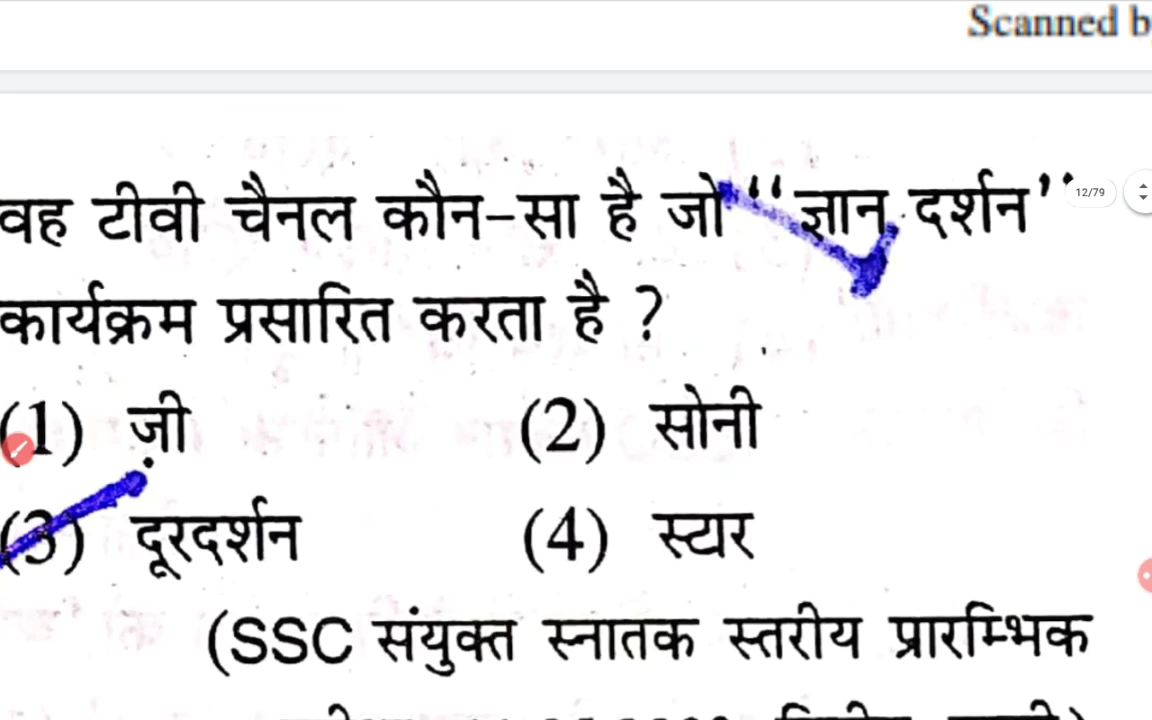 Scanned b
12/79
वह टीवी चैनल कौन-सा है जो “ज्ञान दर्शन”
कार्यक्रम प्रसारित करता है ?
(1) ज़ी (2) सोनी
(3) दूरदर्शन (4) स्टार
(SSC संयुक्त स्नातक स्तरीय प्रारम्भिक